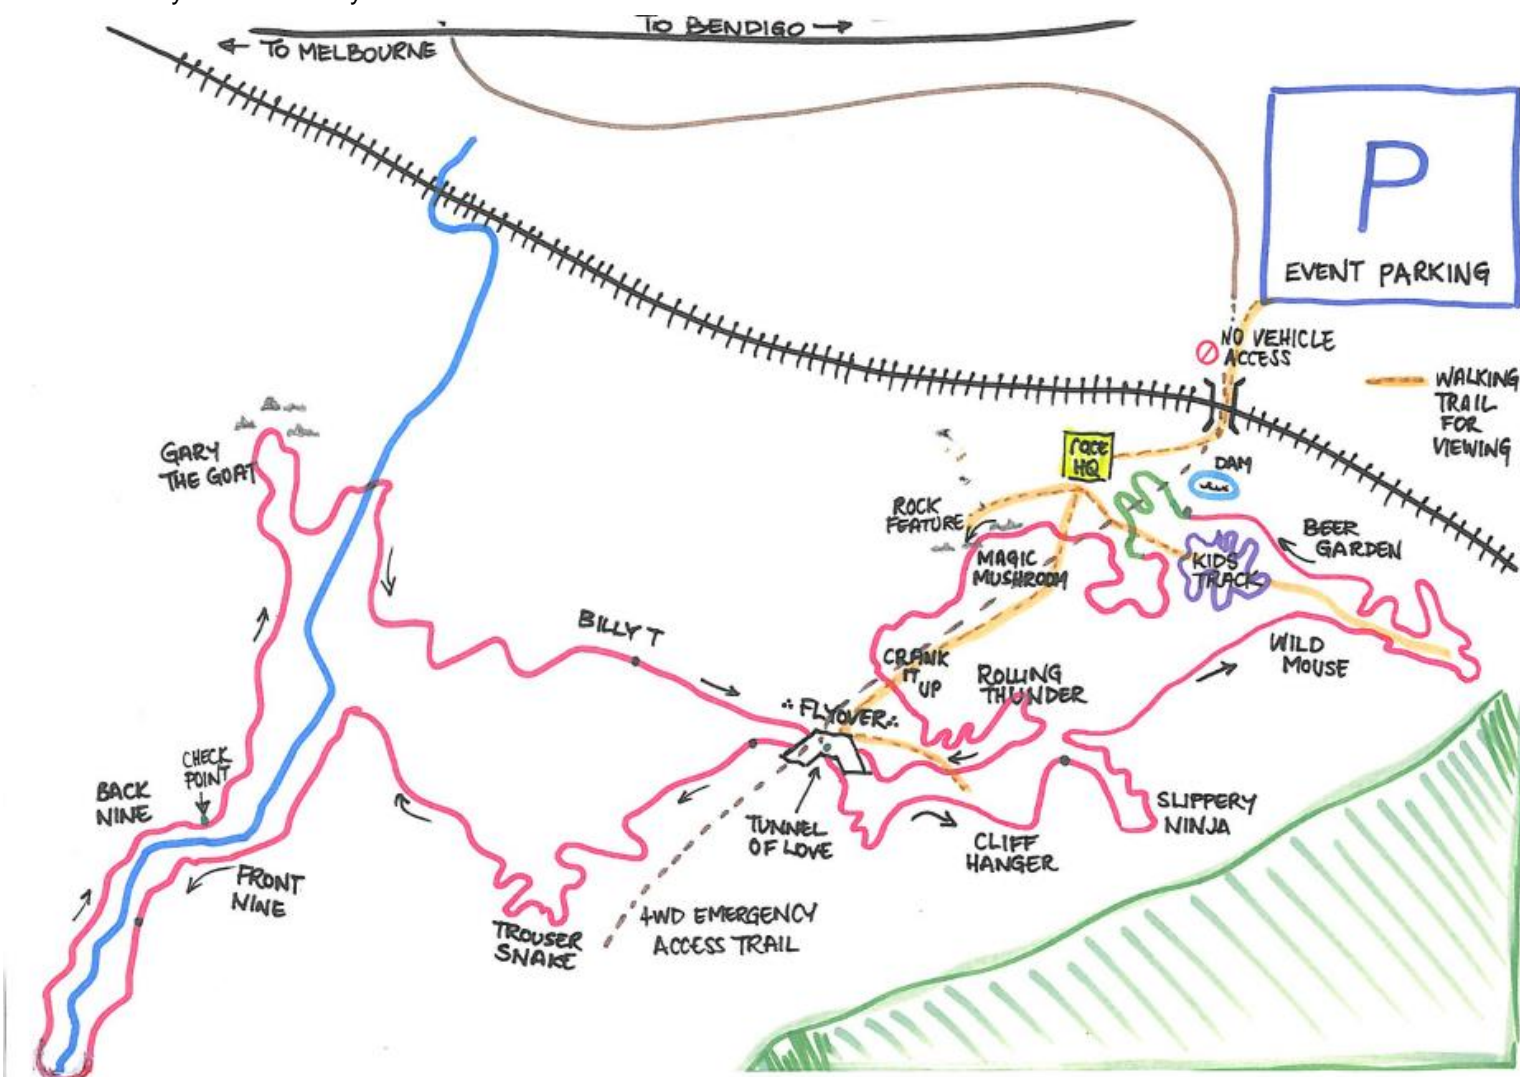 TO BENDIGO →
← TO MELBOURNE
P
EVENT PARKING
NO VEHICLE
ACCESS
WALKING
TRAIL
FOR
VIEWING
race
HQ
DAM
GARY
THE GOAT
ROCK
FEATURE
BEER
GARDEN
MAGIC
MUSHROOM
KIDS
TRACK
BILLY T
WILD
MOUSE
CRANK
IT
UP
ROLLING
THUNDER
FLYOVER
CHECK
POINT
BACK
NINE
TUNNEL
OF LOVE
SLIPPERY
NINJA
CLIFF
HANGER
FRONT
NINE
TROUSER
SNAKE
4WD EMERGENCY
ACCESS TRAIL